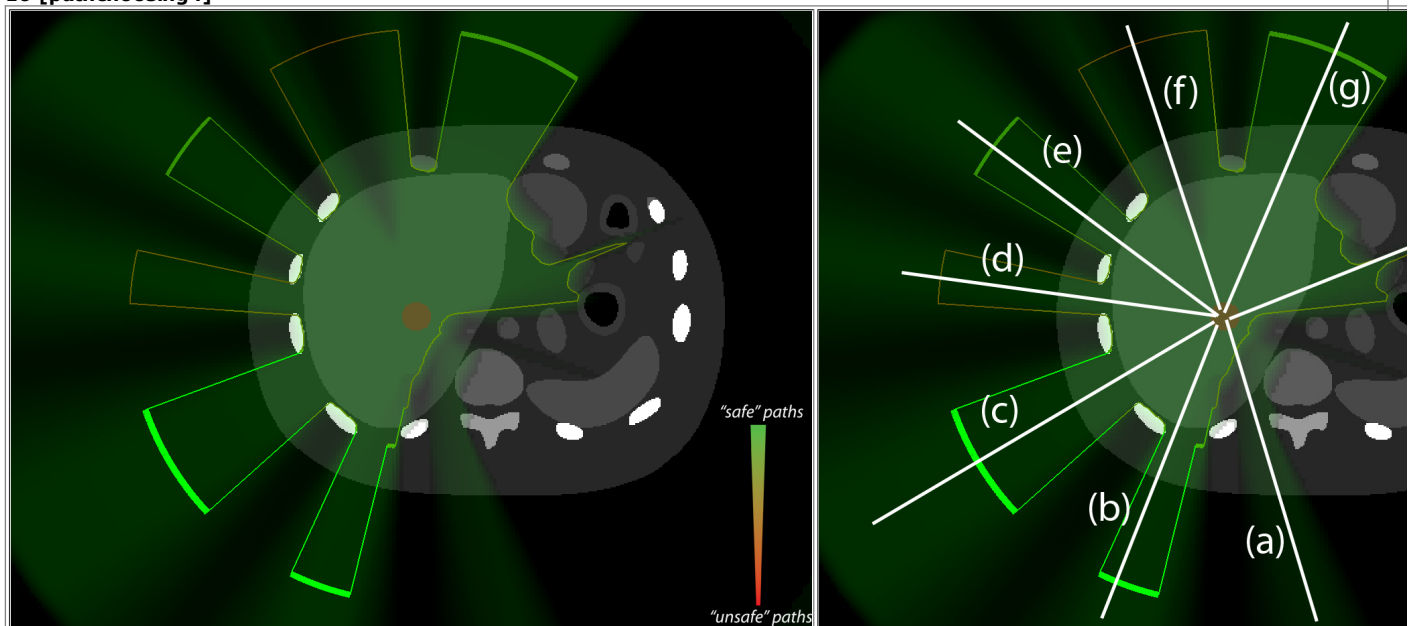 "safe" paths
"unsafe" paths
(f)
(g)
(e)
(d)
(c)
(b)
(a)